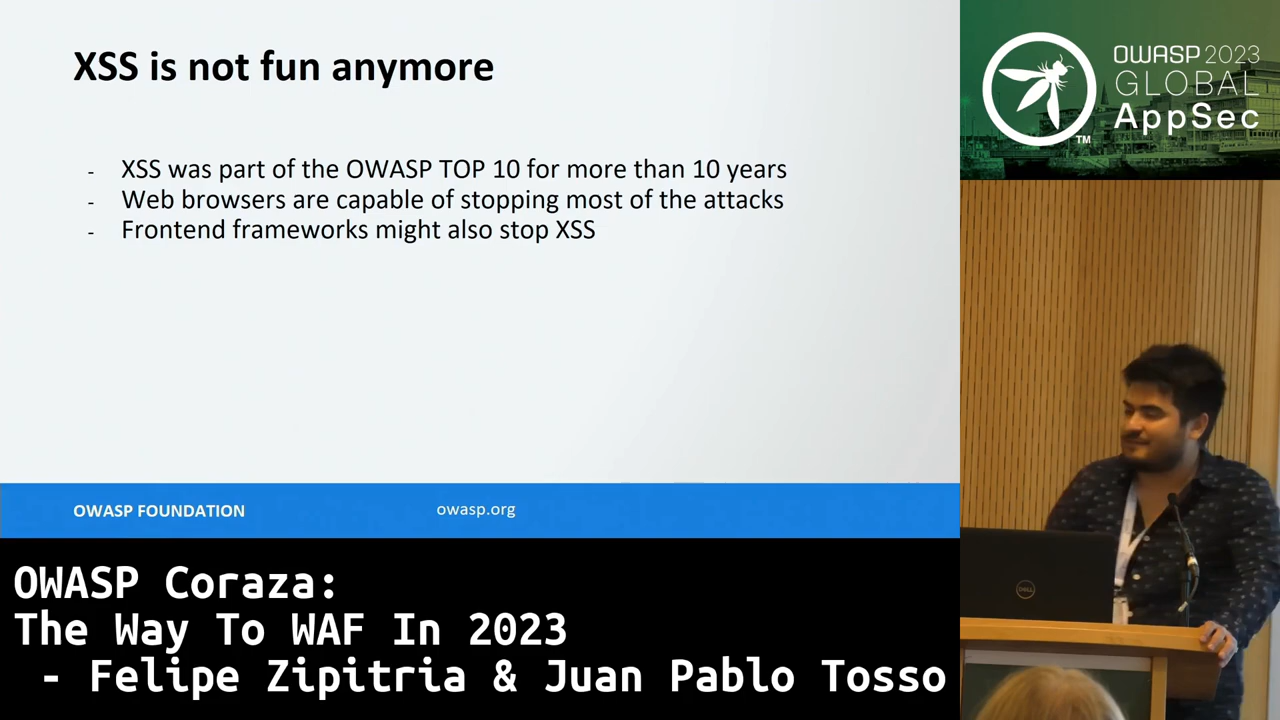 XSS is not fun anymore
- XSS was part of the OWASP TOP 10 for more than 10 years
- Web browsers are capable of stopping most of the attacks
- Frontend frameworks might also stop XSS
OWASP FOUNDATION
owasp.org
OWASP Coraza:
The Way To WAF In 2023
- Felipe Zipitria & Juan Pablo Tosso
OWASP 2023
GLOBAL
AppSec
TM
DELL